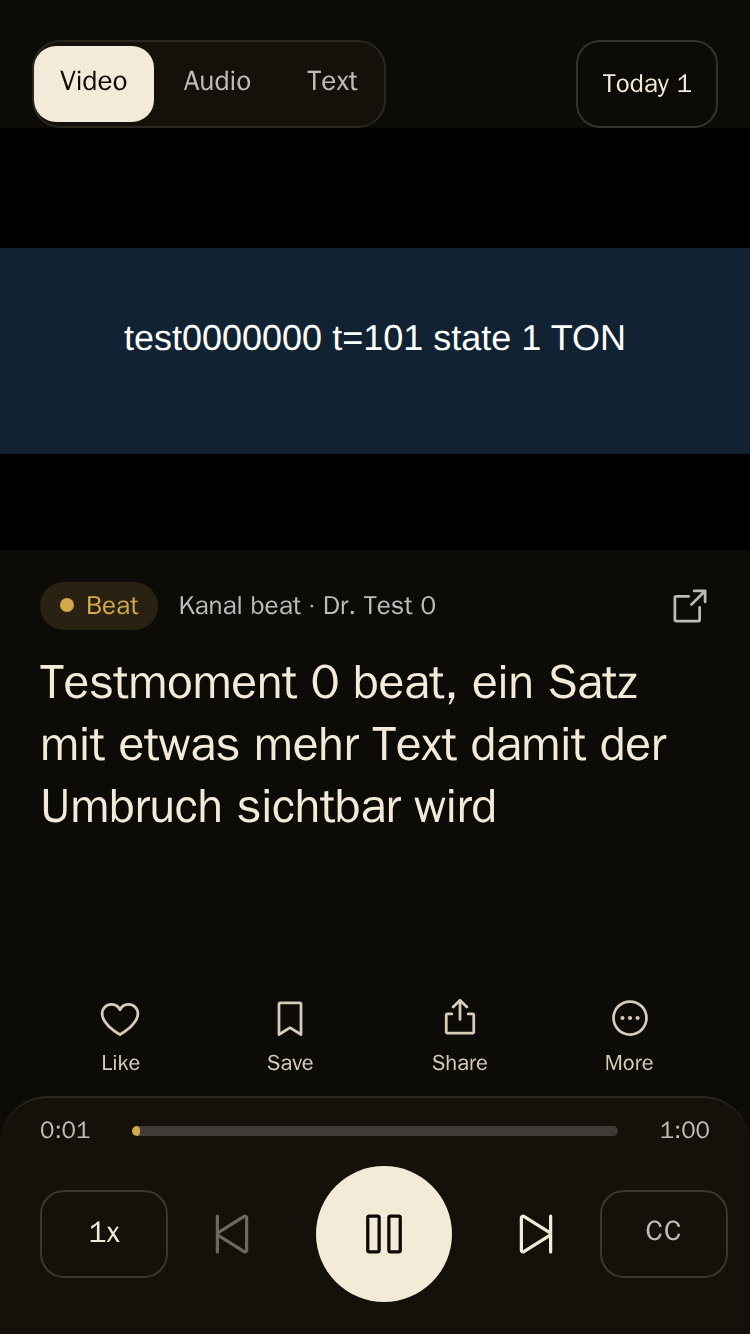 Video Audio Text Today 1
test0000000 t=101 state 1 TON
Beat Kanal beat · Dr. Test 0
Testmoment 0 beat, ein Satz
mit etwas mehr Text damit der
Umbruch sichtbar wird
Like Save Share More
0:01 1:00
1x CC